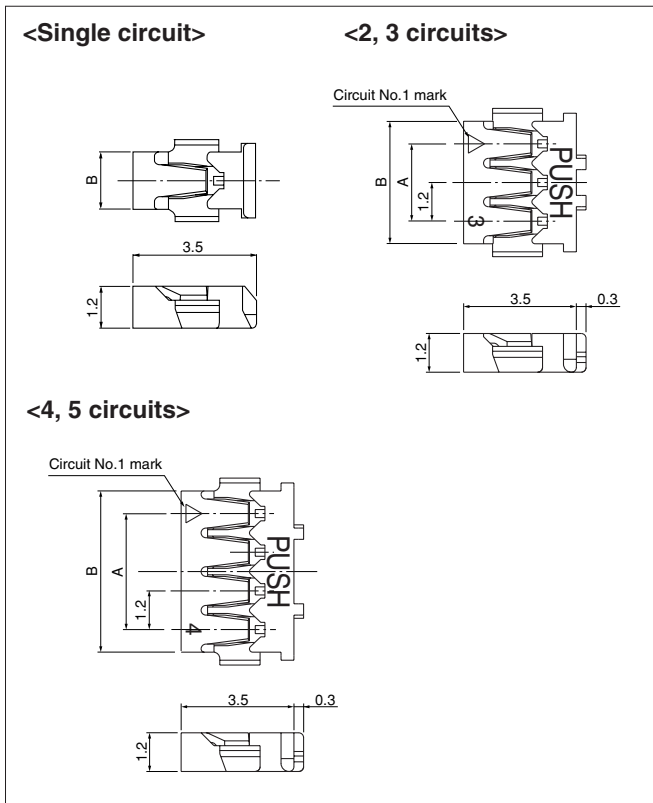 <Single circuit>
B
3.5
1.2
<2, 3 circuits>
Circuit No.1 mark
B
A
1.2
PUSH
3
3.5
0.3
1.2
<4, 5 circuits>
Circuit No.1 mark
B
A
1.2
PUSH
4
3.5
0.3
1.2